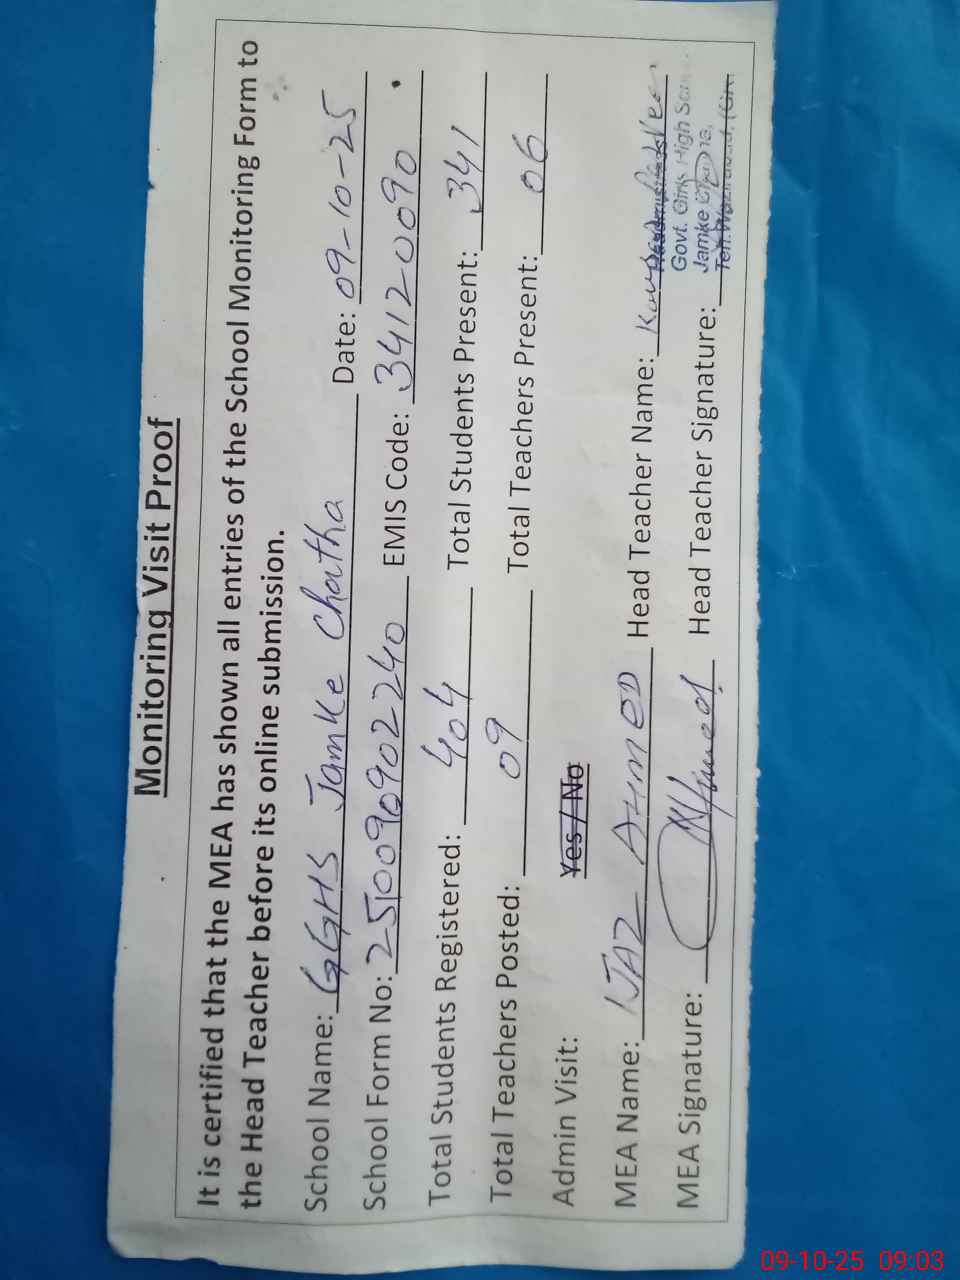 Monitoring Visit Proof
It is certified that the MEA has shown all entries of the School Monitoring Form to
the Head Teacher before its online submission.
School Name: GGHS Jamke Chatha Date: 09-10-25
School Form No: 2510090902240 EMIS Code: 34120090
Total Students Registered: 404 Total Students Present: 341
Total Teachers Posted: 09 Total Teachers Present: 06
Admin Visit: Yes / No
MEA Name: IJAZ AHMED Head Teacher Name:
MEA Signature: Ahmed Head Teacher Signature:
Govt. Girls High
Jamke
09-10-25 09:03